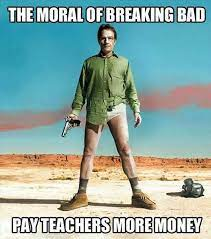 THE MORAL OF BREAKING BAD
PAY TEACHERS MORE MONEY